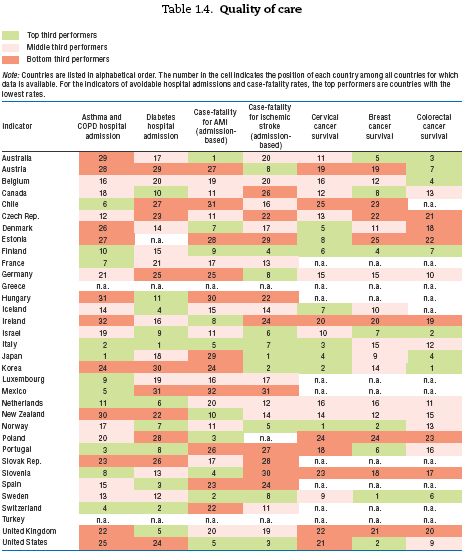 Table 1.4. Quality of care
Top third performers
Middle third performers
Bottom third performers
Note: Countries are listed in alphabetical order. The number in the cell indicates the position of each country among all countries for which
data is available. For the indicators of avoidable hospital admissions and case-fatality rates, the top performers are countries with the
lowest rates.
Indicator Asthma and COPD hospital admission Diabetes hospital admission Case-fatality for AMI (admission-based) Case-fatality for ischemic stroke (admission-based) Cervical cancer survival Breast cancer survival Colorectal cancer survival
Australia 29 17 1 20 11 5 3
Austria 28 29 27 8 19 19 7
Belgium 16 20 19 20 16 12 4
Canada 18 10 11 26 12 8 13
Chile 6 27 31 16 25 23 n.a.
Czech Rep. 12 23 11 22 13 22 21
Denmark 26 14 7 17 5 11 18
Estonia 27 n.a. 28 29 8 25 22
Finland 10 15 9 4 6 4 7
France 7 21 17 13 n.a. n.a. n.a.
Germany 21 25 25 8 15 15 10
Greece n.a. n.a. n.a. n.a. n.a. n.a. n.a.
Hungary 31 11 30 22 n.a. n.a. n.a.
Iceland 14 4 15 14 7 10 n.a.
Ireland 32 16 8 24 20 20 19
Israel 19 9 11 6 10 7 2
Italy 2 1 5 7 3 15 12
Japan 1 18 29 1 4 9 4
Korea 24 30 24 2 2 14 1
Luxembourg 9 19 16 17 n.a. n.a. n.a.
Mexico 5 31 32 31 n.a. n.a. n.a.
Netherlands 11 6 20 12 16 16 11
New Zealand 30 22 10 14 14 12 15
Norway 17 7 11 5 1 2 13
Poland 20 28 3 n.a. 24 24 23
Portugal 3 8 26 27 18 6 16
Slovak Rep. 23 26 17 28 n.a. n.a. n.a.
Slovenia 8 13 4 30 23 18 17
Spain 15 3 23 24 n.a. n.a. n.a.
Sweden 13 12 2 8 9 1 6
Switzerland 4 2 22 11 n.a. n.a. n.a.
Turkey n.a. n.a. n.a. n.a. n.a. n.a. n.a.
United Kingdom 22 5 20 19 22 21 20
United States 25 24 5 3 21 2 9